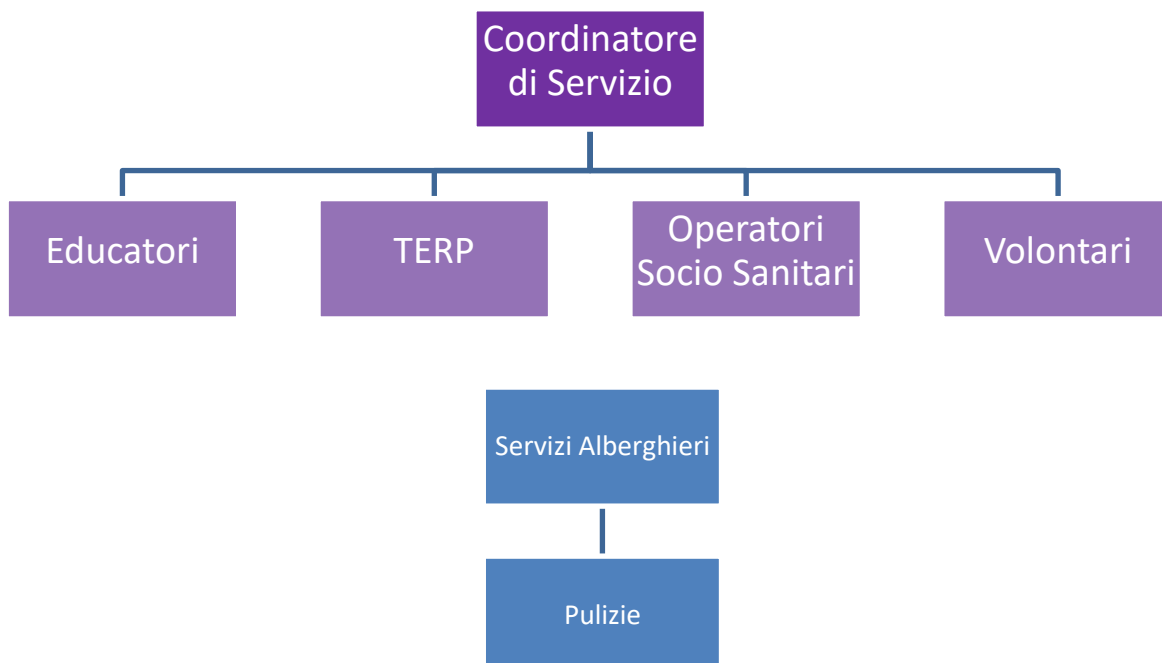 Coordinatore
di Servizio
Educatori
TERP
Operatori
Socio Sanitari
Volontari
Servizi Alberghieri
Pulizie